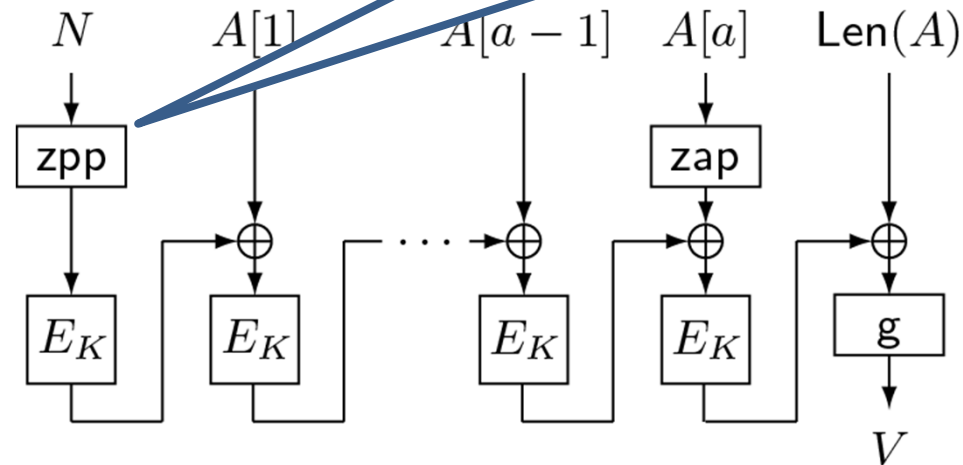 N A[1] A[a − 1] A[a] Len(A)
zpp zap
· · ·
E_K E_K E_K E_K g
V